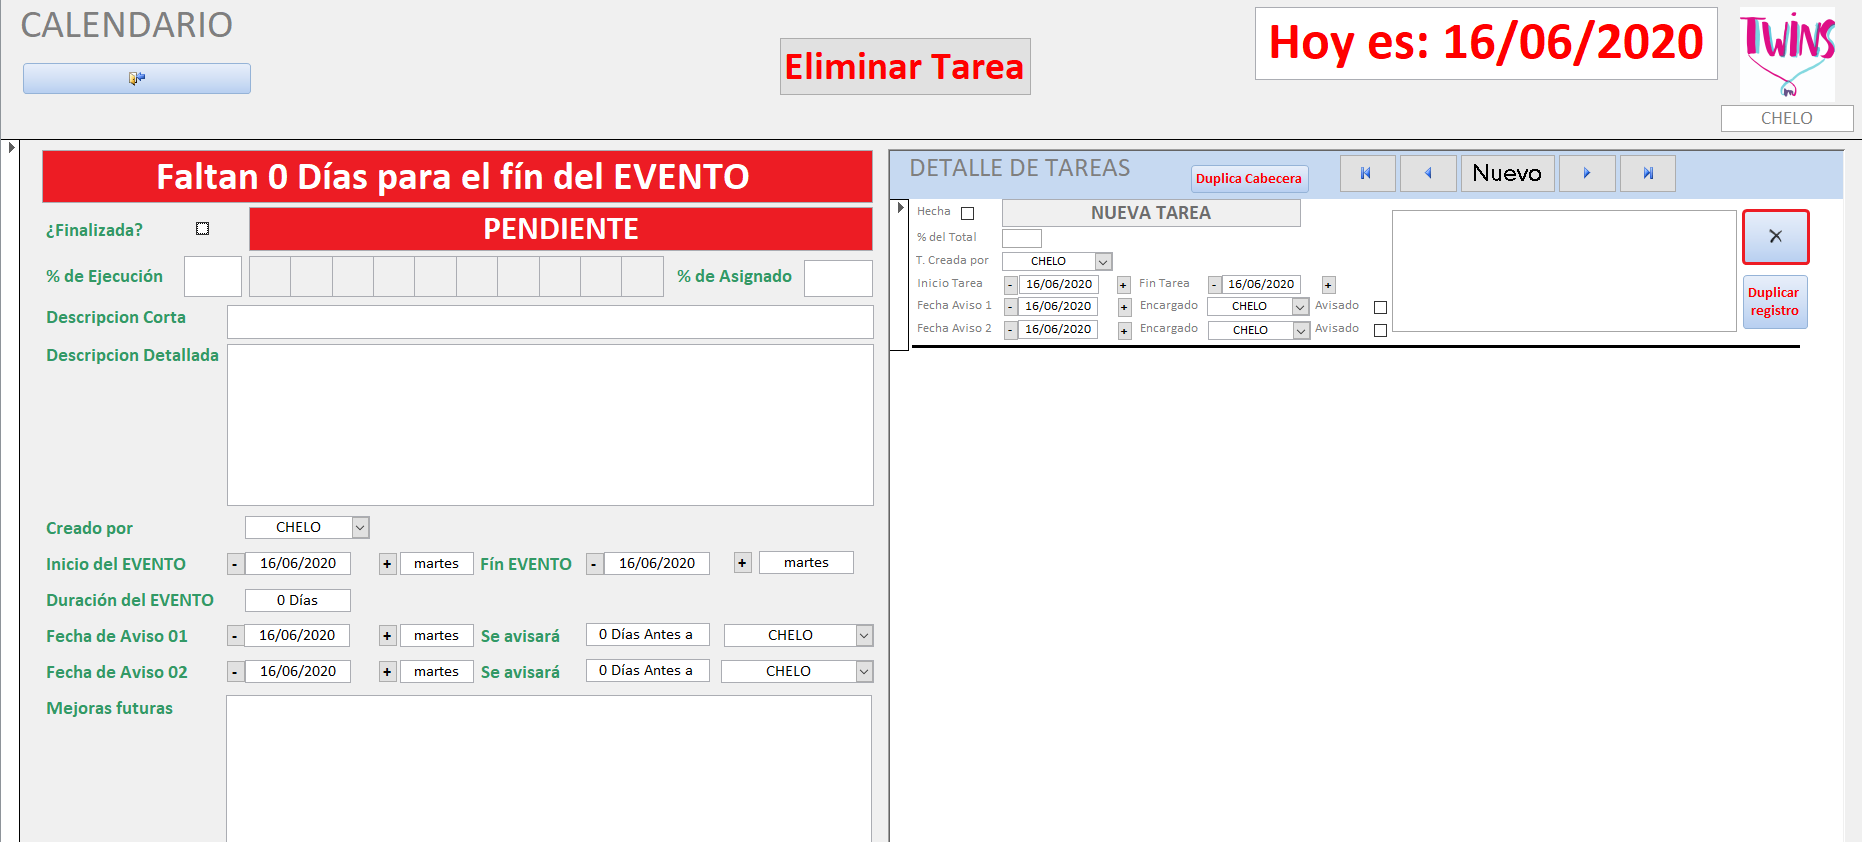 CALENDARIO
Eliminar Tarea
Hoy es: 16/06/2020
TWINS
CHELO
Faltan 0 Días para el fín del EVENTO
¿Finalizada?
PENDIENTE
% de Ejecución
% de Asignado
Descripcion Corta
Descripcion Detallada
Creado por CHELO
Inicio del EVENTO - 16/06/2020 + martes Fín EVENTO - 16/06/2020 + martes
Duración del EVENTO 0 Días
Fecha de Aviso 01 - 16/06/2020 + martes Se avisará 0 Días Antes a CHELO
Fecha de Aviso 02 - 16/06/2020 + martes Se avisará 0 Días Antes a CHELO
Mejoras futuras
DETALLE DE TAREAS
Duplica Cabecera
Nuevo
Hecha
NUEVA TAREA
% del Total
T. Creada por CHELO
Inicio Tarea - 16/06/2020 + Fin Tarea - 16/06/2020 +
Fecha Aviso 1 - 16/06/2020 + Encargado CHELO Avisado
Fecha Aviso 2 - 16/06/2020 + Encargado CHELO Avisado
Duplicar
registro